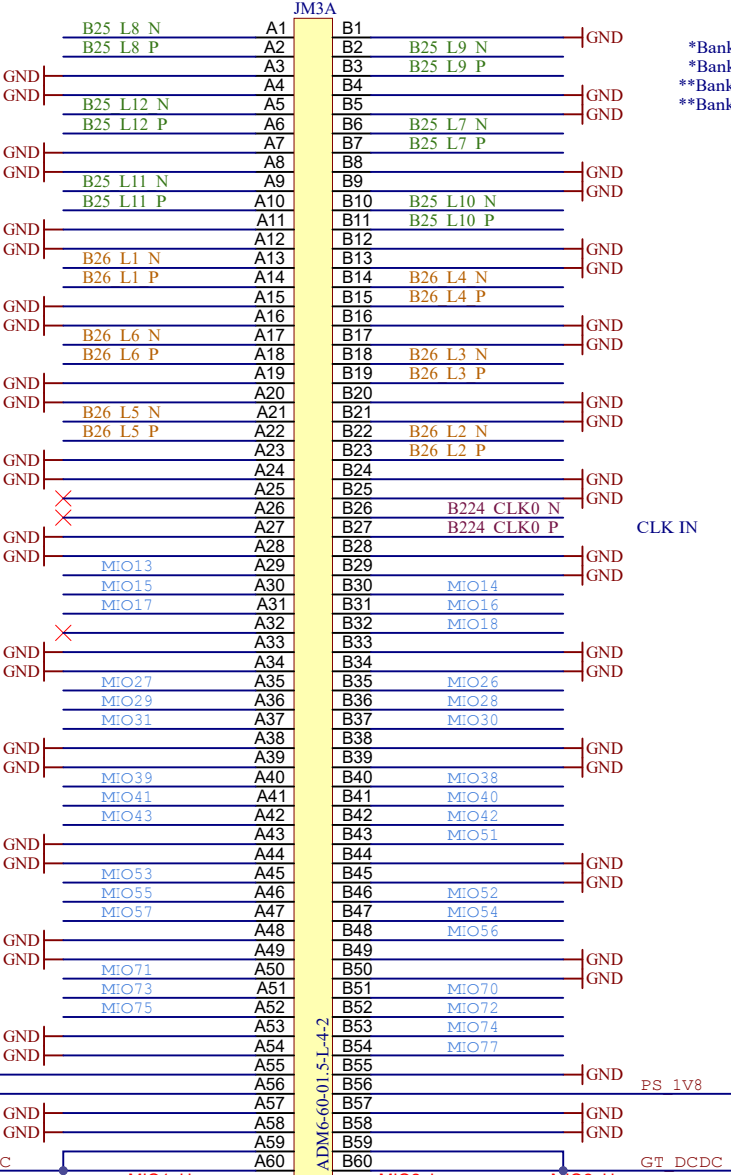 JM3A
B25_L8_N A1 B1 GND
B25_L8_P A2 B2 B25_L9_N *Bank
GND A3 B3 B25_L9_P *Bank
GND A4 B4 GND **Bank
B25_L12_N A5 B5 GND **Bank
B25_L12_P A6 B6 B25_L7_N
GND A7 B7 B25_L7_P
GND A8 B8 GND
B25_L11_N A9 B9 GND
B25_L11_P A10 B10 B25_L10_N
GND A11 B11 B25_L10_P
GND A12 B12 GND
B26_L1_N A13 B13 GND
B26_L1_P A14 B14 B26_L4_N
GND A15 B15 B26_L4_P
GND A16 B16 GND
B26_L6_N A17 B17 GND
B26_L6_P A18 B18 B26_L3_N
GND A19 B19 B26_L3_P
GND A20 B20 GND
B26_L5_N A21 B21 GND
B26_L5_P A22 B22 B26_L2_N
GND A23 B23 B26_L2_P
GND A24 B24 GND
A25 B25 GND
A26 B26 B224_CLK0_N
GND A27 B27 B224_CLK0_P CLK IN
GND A28 B28 GND
MIO13 A29 B29 GND
MIO15 A30 B30 MIO14
MIO17 A31 B31 MIO16
A32 B32 MIO18
GND A33 B33 GND
GND A34 B34 GND
MIO27 A35 B35 MIO26
MIO29 A36 B36 MIO28
MIO31 A37 B37 MIO30
GND A38 B38 GND
GND A39 B39 GND
MIO39 A40 B40 MIO38
MIO41 A41 B41 MIO40
MIO43 A42 B42 MIO42
GND A43 B43 MIO51
GND A44 B44 GND
MIO53 A45 B45 GND
MIO55 A46 B46 MIO52
MIO57 A47 B47 MIO54
GND A48 B48 MIO56
GND A49 B49 GND
MIO71 A50 B50 GND
MIO73 A51 B51 MIO70
MIO75 A52 B52 MIO72
GND A53 B53 MIO74
GND A54 B54 MIO77
A55 B55 GND
A56 B56 PS_1V8
GND A57 B57 GND
GND A58 B58 GND
A59 B59
C A60 B60 GT_DCDC
ADM6-60-01.5-L-4-2